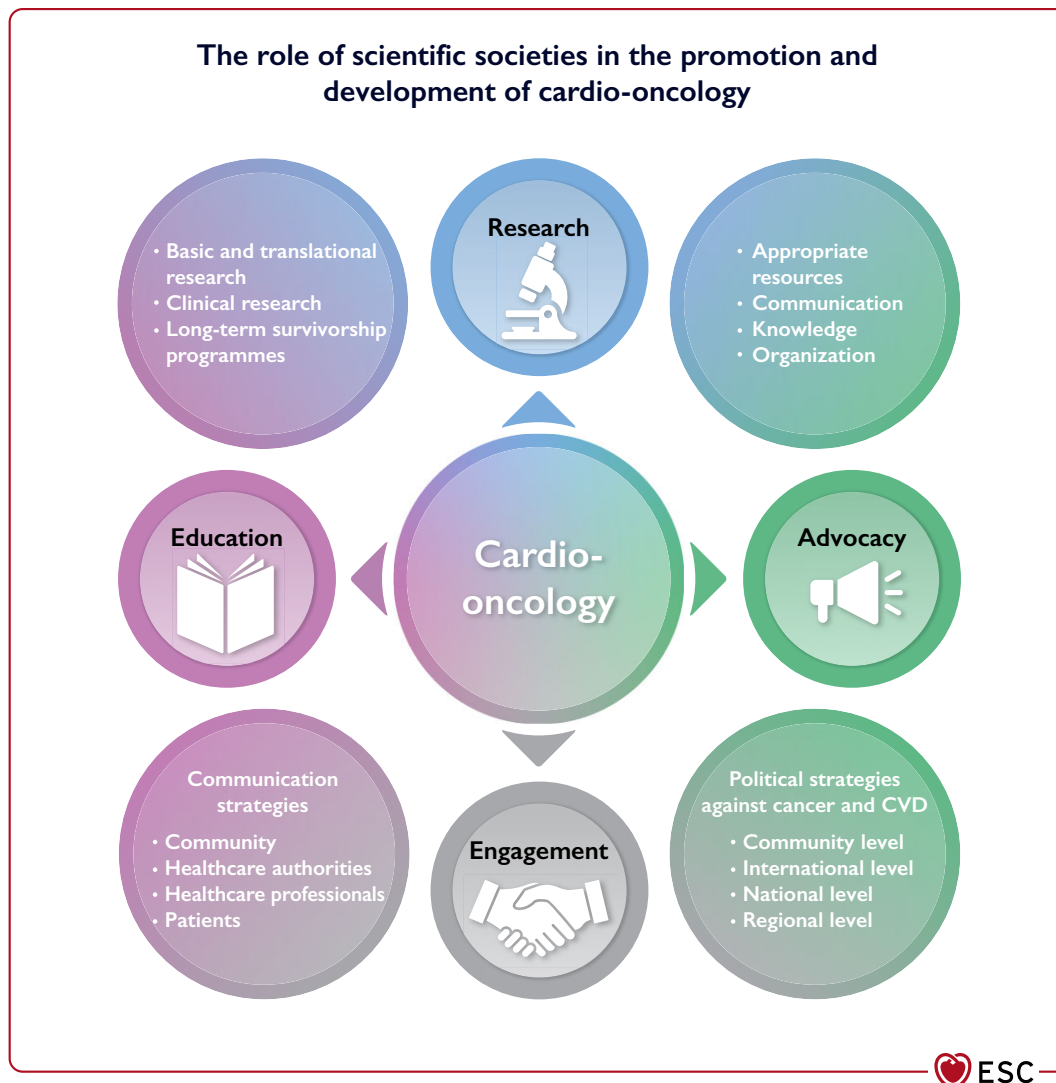 The role of scientific societies in the promotion and
development of cardio-oncology
Research
· Basic and translational
research
· Clinical research
· Long-term survivorship
programmes
· Appropriate
resources
· Communication
· Knowledge
· Organization
Education
Cardio-
oncology
Advocacy
Communication
strategies
· Community
· Healthcare authorities
· Healthcare professionals
· Patients
Engagement
Political strategies
against cancer and CVD
· Community level
· International level
· National level
· Regional level
ESC